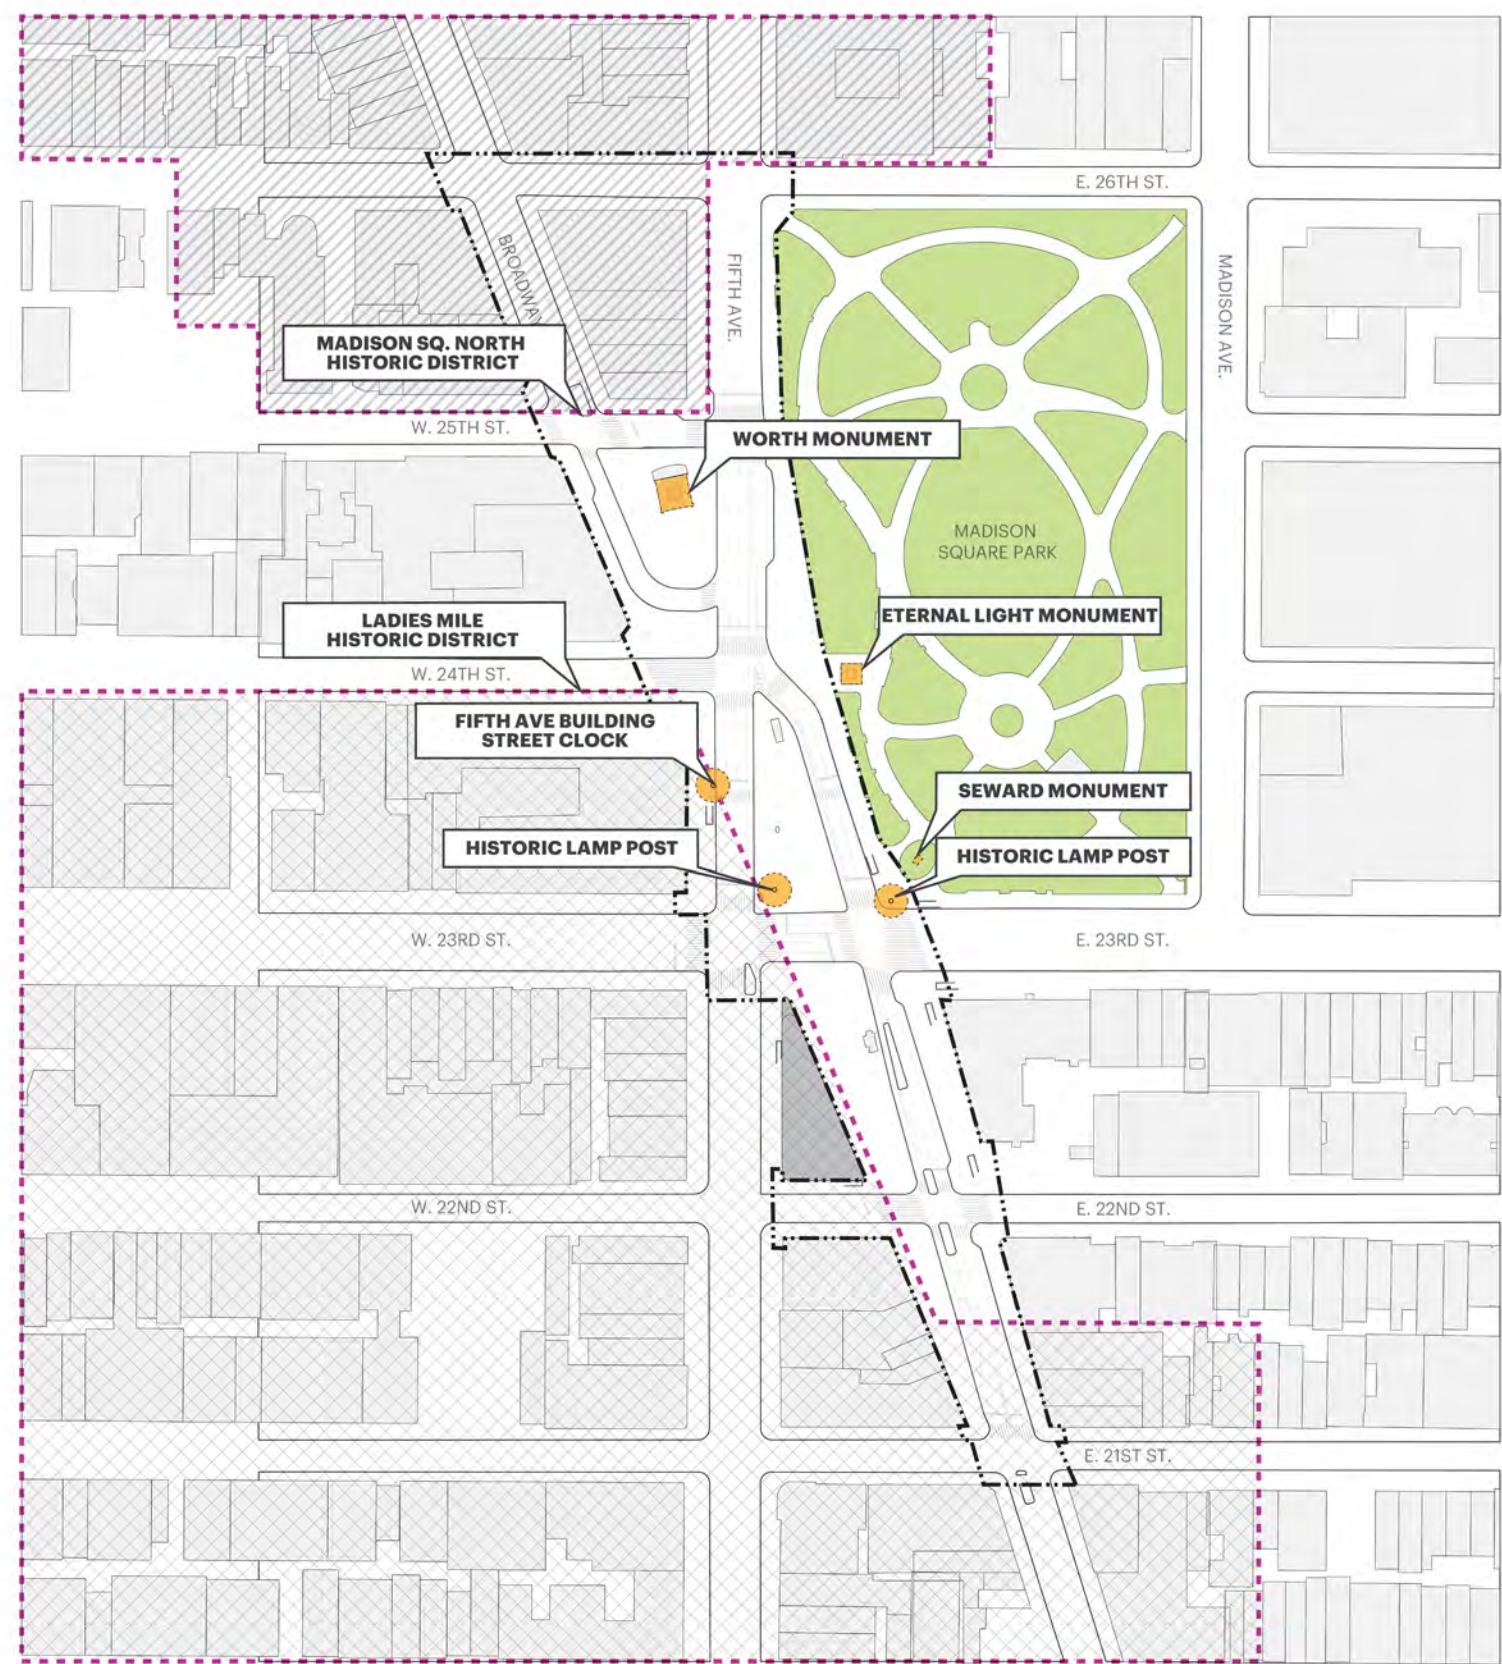 E. 26TH ST.
BROADWAY
FIFTH AVE.
MADISON AVE.
MADISON SQ. NORTH
HISTORIC DISTRICT
W. 25TH ST.
WORTH MONUMENT
MADISON
SQUARE PARK
LADIES MILE
HISTORIC DISTRICT
ETERNAL LIGHT MONUMENT
W. 24TH ST.
FIFTH AVE BUILDING
STREET CLOCK
SEWARD MONUMENT
HISTORIC LAMP POST
HISTORIC LAMP POST
W. 23RD ST.
E. 23RD ST.
W. 22ND ST.
E. 22ND ST.
E. 21ST ST.